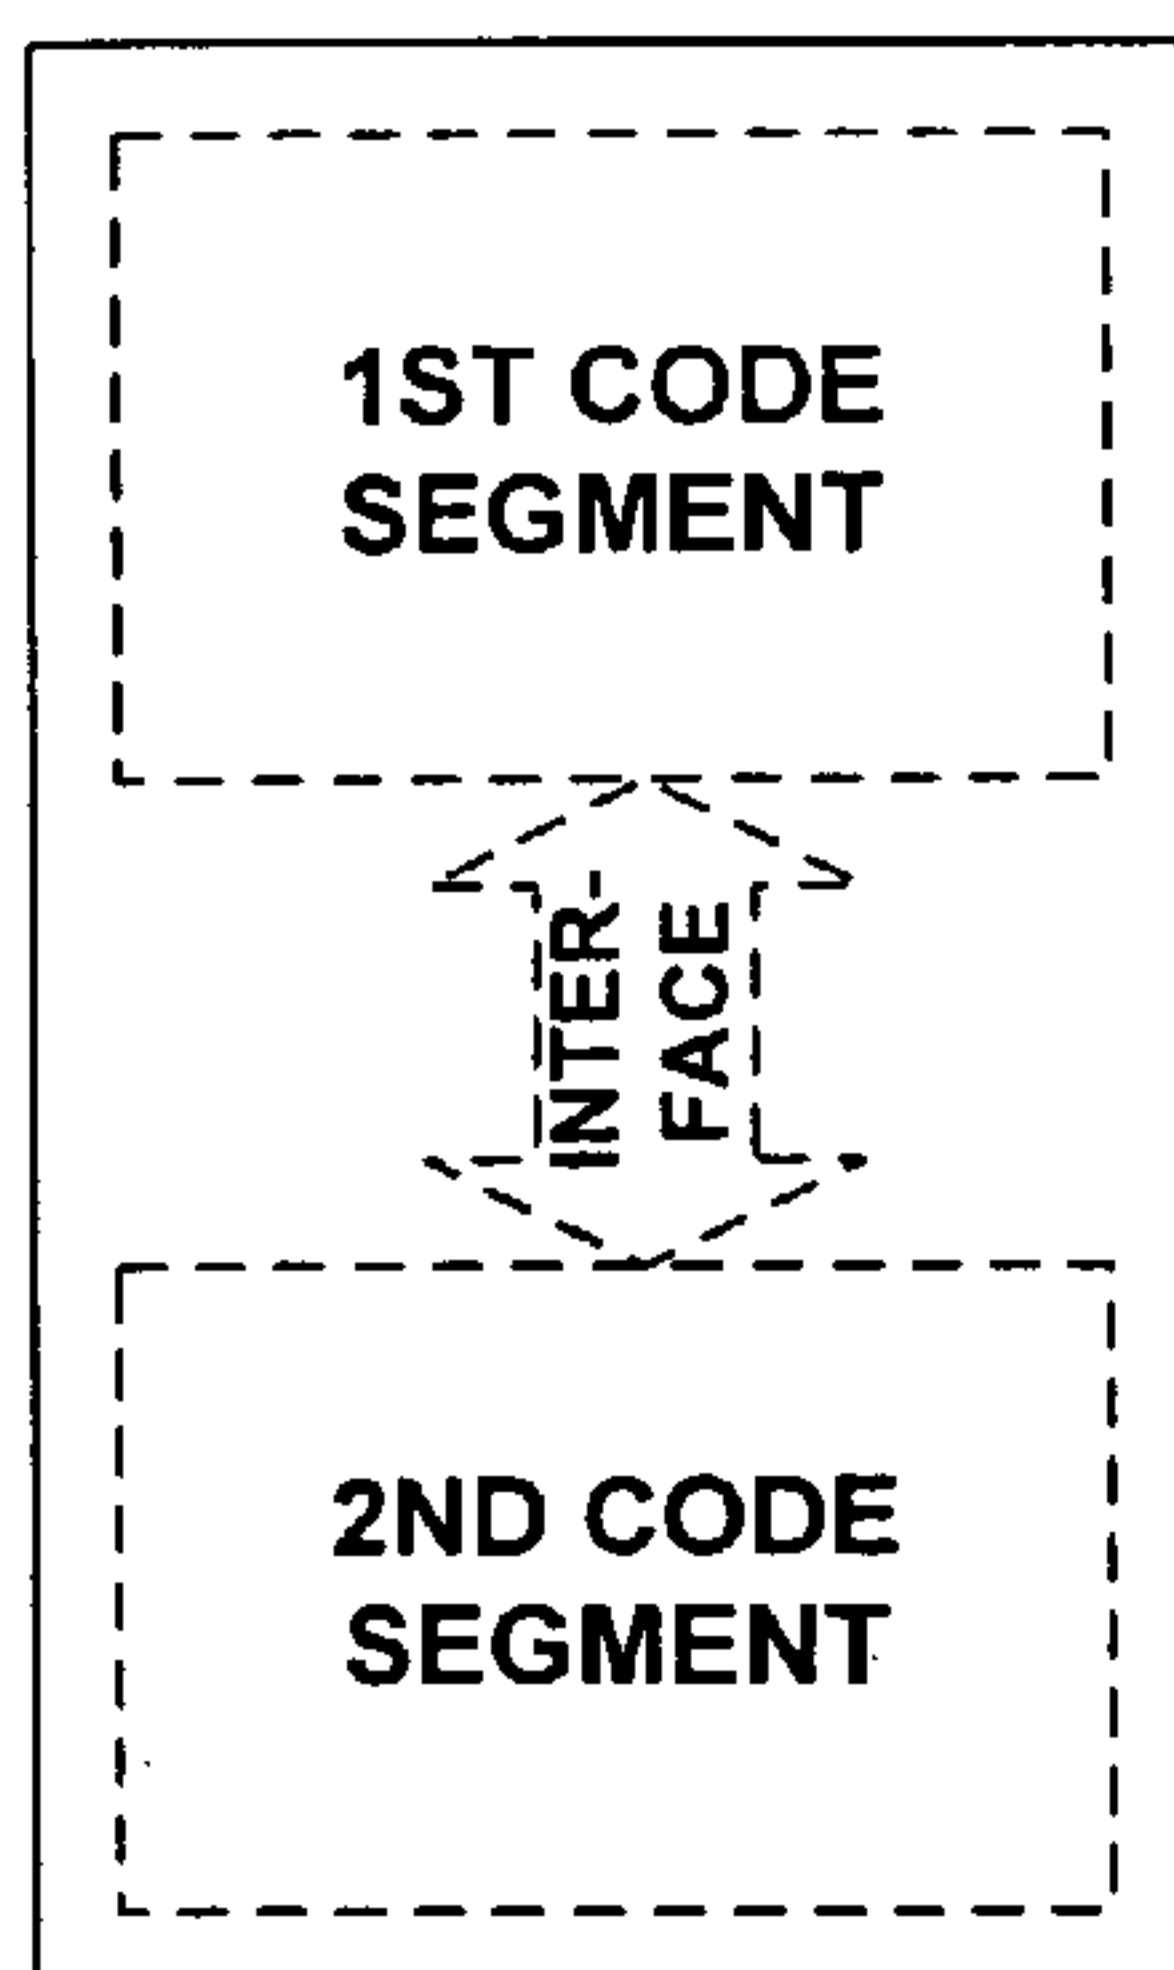 1ST CODE
SEGMENT
INTER-
FACE
2ND CODE
SEGMENT